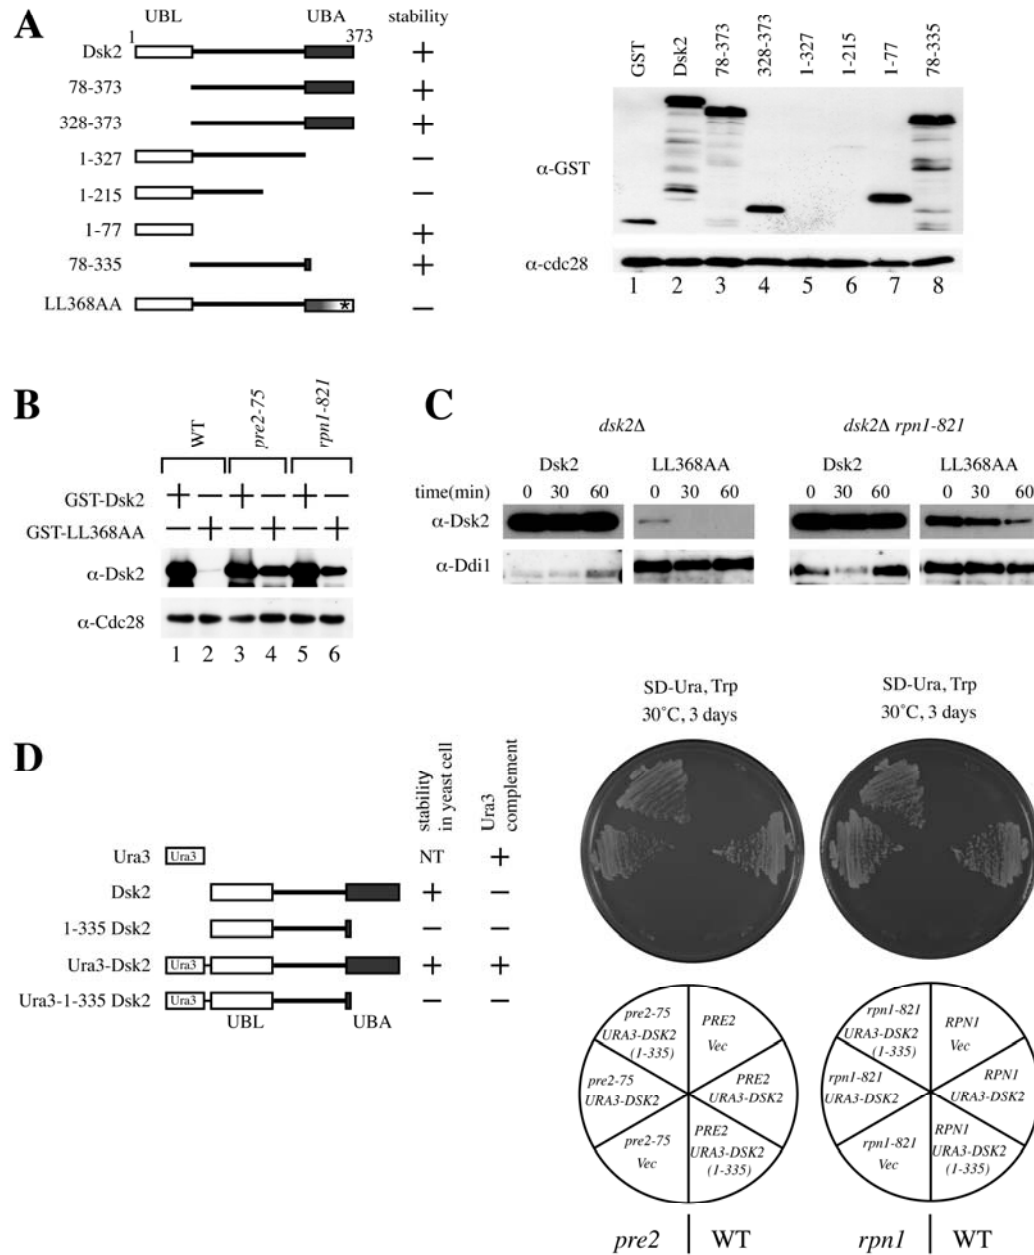 A
UBL UBA stability
1 373
Dsk2 +
78-373 +
328-373 +
1-327 −
1-215 −
1-77 +
78-335 +
LL368AA * −
GST Dsk2 78-373 328-373 1-327 1-215 1-77 78-335
α-GST
α-cdc28
1 2 3 4 5 6 7 8
B
WT pre2-75 rpn1-821
GST-Dsk2 + − + − + −
GST-LL368AA − + − + − +
α-Dsk2
α-Cdc28
1 2 3 4 5 6
C
dsk2Δ dsk2Δ rpn1-821
Dsk2 LL368AA Dsk2 LL368AA
time(min) 0 30 60 0 30 60 0 30 60 0 30 60
α-Dsk2
α-Ddi1
D
stability
in yeast cell
Ura3
complement
Ura3 Ura3 NT +
Dsk2 + −
1-335 Dsk2 − −
Ura3-Dsk2 Ura3 + +
Ura3-1-335 Dsk2 Ura3 − −
UBL UBA
SD-Ura, Trp
30˚C, 3 days
SD-Ura, Trp
30˚C, 3 days
pre2-75
URA3-DSK2
(1-335)
PRE2
Vec
pre2-75
URA3-DSK2
PRE2
URA3-DSK2
pre2-75
Vec
PRE2
URA3-DSK2
(1-335)
pre2 WT
rpn1-821
URA3-DSK2
(1-335)
RPN1
Vec
rpn1-821
URA3-DSK2
RPN1
URA3-DSK2
rpn1-821
Vec
RPN1
URA3-DSK2
(1-335)
rpn1 WT